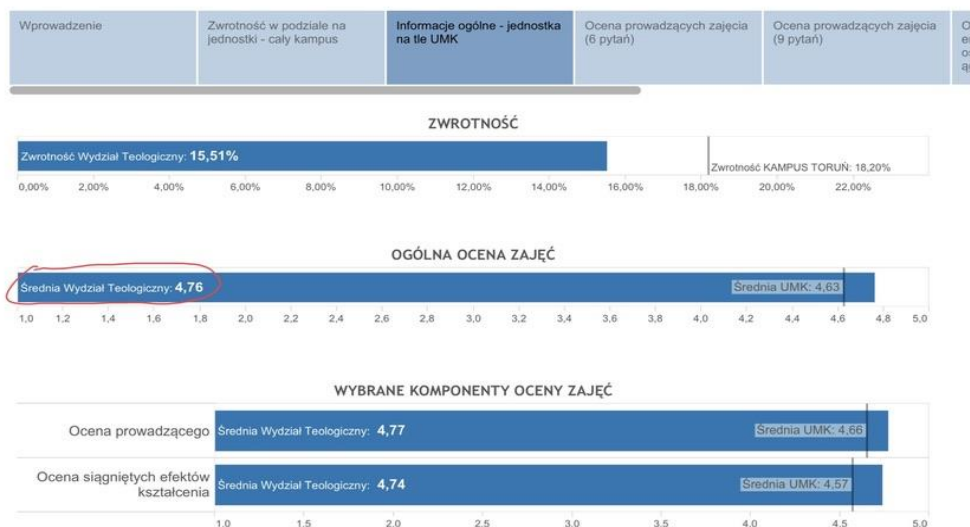 Wprowadzenie
Zwrotność w podziale na
jednostki - cały kampus
Informacje ogólne - jednostka
na tle UMK
Ocena prowadzących zajęcia
(6 pytań)
Ocena prowadzących zajęcia
(9 pytań)
ZWROTNOŚĆ
Zwrotność Wydział Teologiczny: 15,51%
Zwrotność KAMPUS TORUŃ: 18,20%
0,00% 2,00% 4,00% 6,00% 8,00% 10,00% 12,00% 14,00% 16,00% 18,00% 20,00% 22,00%
OGÓLNA OCENA ZAJĘĆ
Średnia Wydział Teologiczny: 4,76 Średnia UMK: 4,63
1,0 1,2 1,4 1,6 1,8 2,0 2,2 2,4 2,6 2,8 3,0 3,2 3,4 3,6 3,8 4,0 4,2 4,4 4,6 4,8 5,0
WYBRANE KOMPONENTY OCENY ZAJĘĆ
Ocena prowadzącego Średnia Wydział Teologiczny: 4,77 Średnia UMK: 4,66
Ocena siągniętych efektów
kształcenia Średnia Wydział Teologiczny: 4,74 Średnia UMK: 4,57
1.0 1.5 2.0 2.5 3.0 3.5 4.0 4.5 5.0